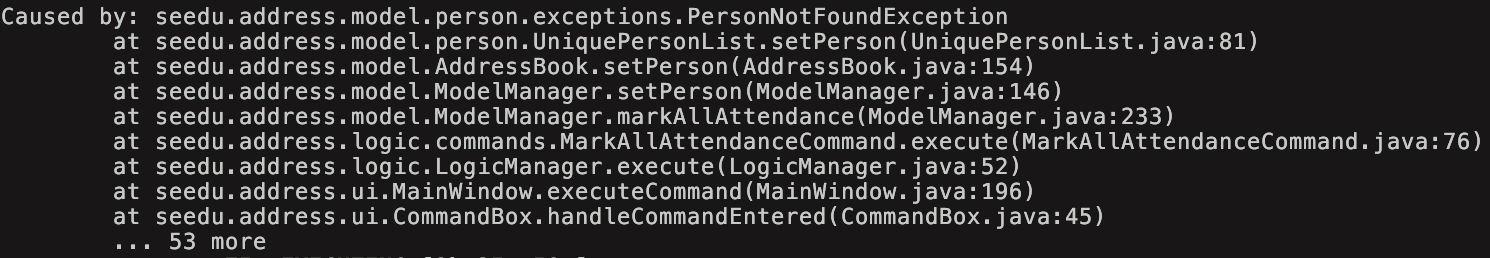 Caused by: seedu.address.model.person.exceptions.PersonNotFoundException
at seedu.address.model.person.UniquePersonList.setPerson(UniquePersonList.java:81)
at seedu.address.model.AddressBook.setPerson(AddressBook.java:154)
at seedu.address.model.ModelManager.setPerson(ModelManager.java:146)
at seedu.address.model.ModelManager.markAllAttendance(ModelManager.java:233)
at seedu.address.logic.commands.MarkAllAttendanceCommand.execute(MarkAllAttendanceCommand.java:76)
at seedu.address.logic.LogicManager.execute(LogicManager.java:52)
at seedu.address.ui.MainWindow.executeCommand(MainWindow.java:196)
at seedu.address.ui.CommandBox.handleCommandEntered(CommandBox.java:45)
... 53 more